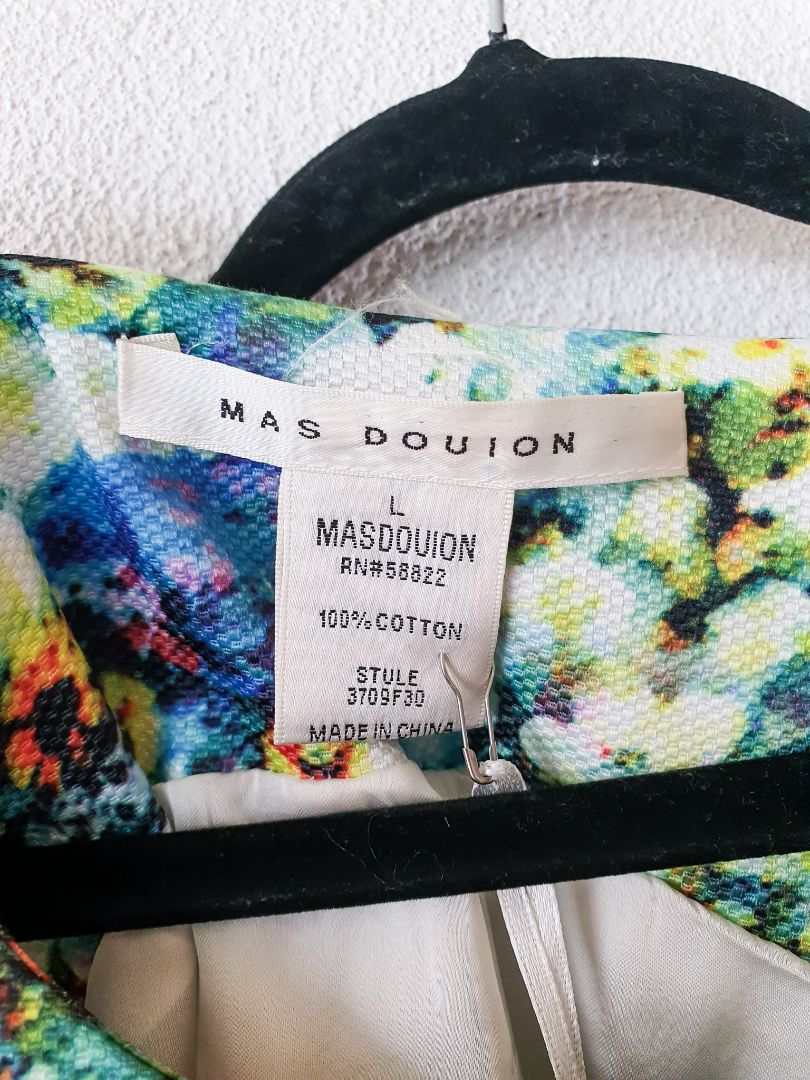 MAS DOUION
L
MASDOUION
RN#58822
100% COTTON
STULE
3709F30
MADE IN CHINA